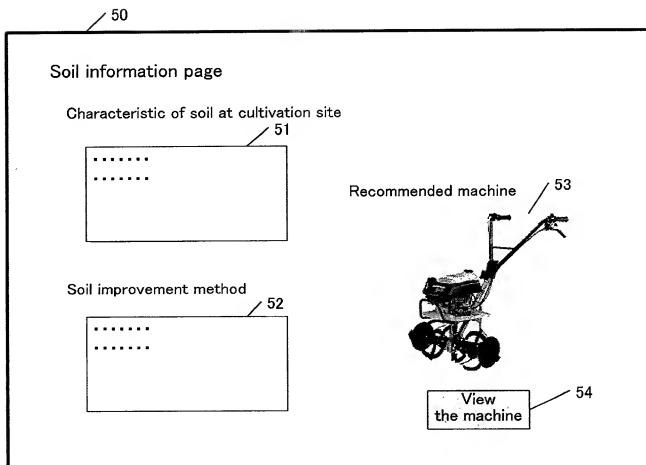 50
Soil information page
Characteristic of soil at cultivation site
51
.......
.......
Recommended machine
53
Soil improvement method
52
.......
.......
View
the machine
54